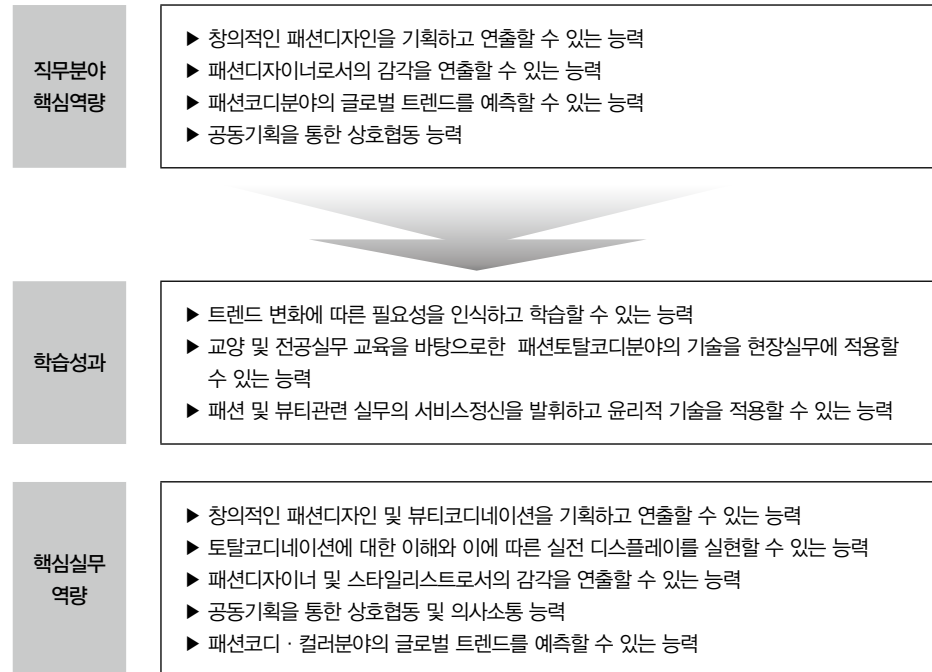 직무분야
핵심역량
▶ 창의적인 패션디자인을 기획하고 연출할 수 있는 능력
▶ 패션디자이너로서의 감각을 연출할 수 있는 능력
▶ 패션코디분야의 글로벌 트렌드를 예측할 수 있는 능력
▶ 공동기획을 통한 상호협동 능력
학습성과
▶ 트렌드 변화에 따른 필요성을 인식하고 학습할 수 있는 능력
▶ 교양 및 전공실무 교육을 바탕으로한 패션토탈코디분야의 기술을 현장실무에 적용할
수 있는 능력
▶ 패션 및 뷰티관련 실무의 서비스정신을 발휘하고 윤리적 기술을 적용할 수 있는 능력
핵심실무
역량
▶ 창의적인 패션디자인 및 뷰티코디네이션을 기획하고 연출할 수 있는 능력
▶ 토탈코디네이션에 대한 이해와 이에 따른 실전 디스플레이를 실현할 수 있는 능력
▶ 패션디자이너 및 스타일리스트로서의 감각을 연출할 수 있는 능력
▶ 공동기획을 통한 상호협동 및 의사소통 능력
▶ 패션코디 · 컬러분야의 글로벌 트렌드를 예측할 수 있는 능력